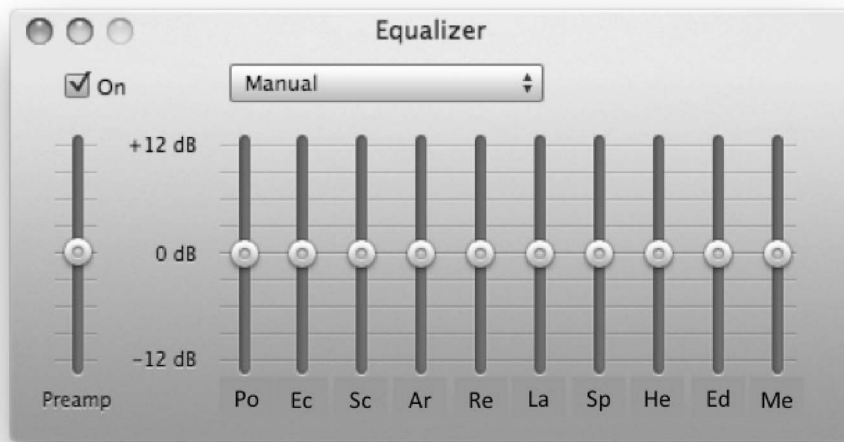 Equalizer
On
Manual
+12 dB
0 dB
-12 dB
Preamp Po Ec Sc Ar Re La Sp He Ed Me